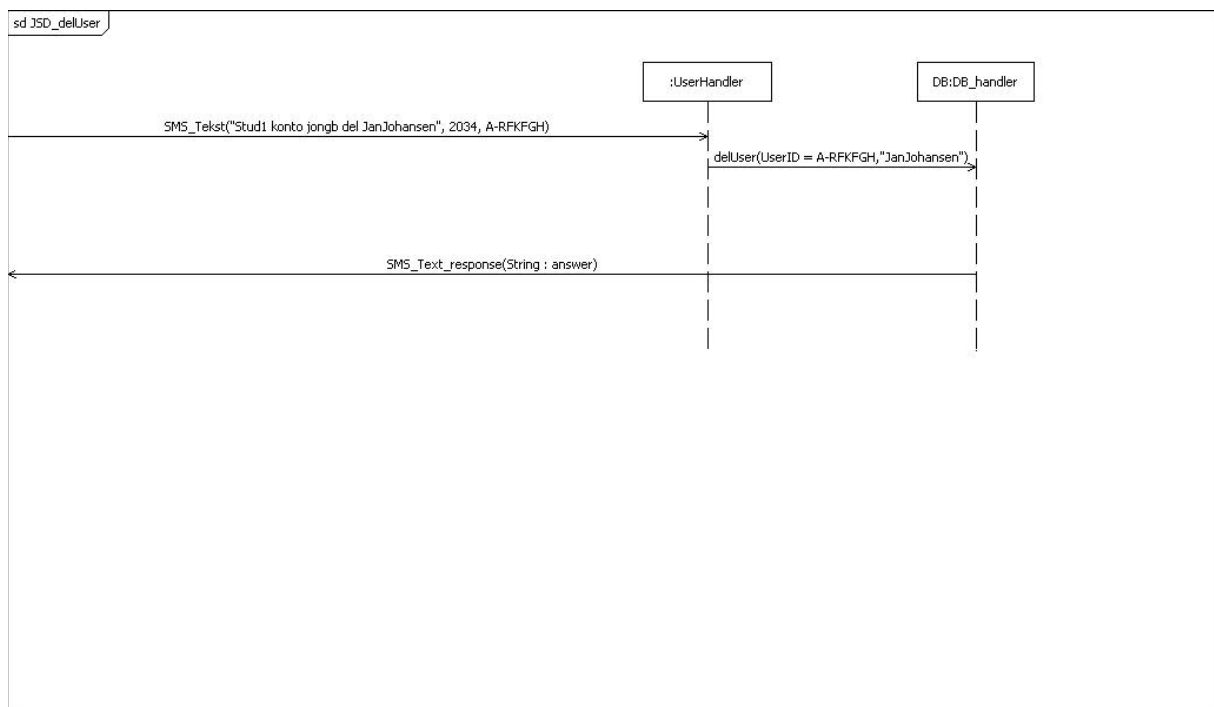 sd JSD_delUser
:UserHandler
DB:DB_handler
SMS_Tekst("Stud1 konto jongb del JanJohansen", 2034, A-RFKFGH)
delUser(UserID = A-RFKFGH,"JanJohansen")
SMS_Text_response(String : answer)